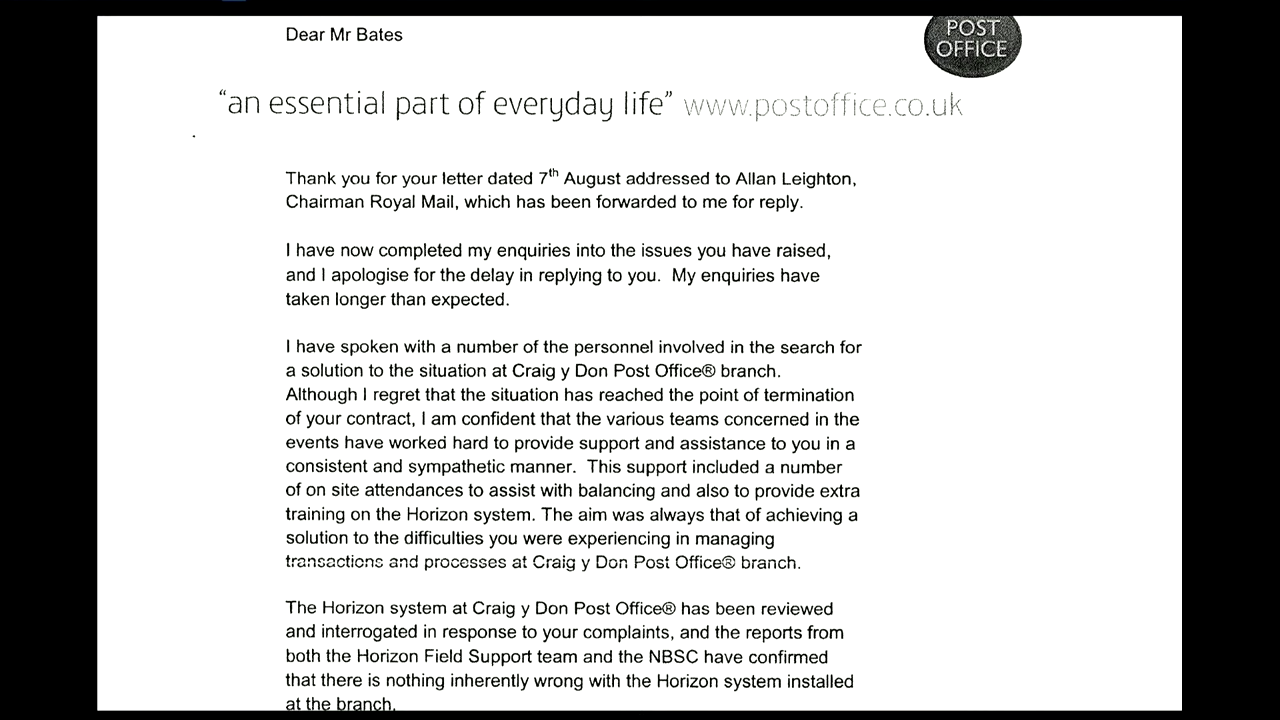 Dear Mr Bates
POST
OFFICE
“an essential part of everyday life” www.postoffice.co.uk
Thank you for your letter dated 7th August addressed to Allan Leighton,
Chairman Royal Mail, which has been forwarded to me for reply.
I have now completed my enquiries into the issues you have raised,
and I apologise for the delay in replying to you.  My enquiries have
taken longer than expected.
I have spoken with a number of the personnel involved in the search for
a solution to the situation at Craig y Don Post Office® branch.
Although I regret that the situation has reached the point of termination
of your contract, I am confident that the various teams concerned in the
events have worked hard to provide support and assistance to you in a
consistent and sympathetic manner.  This support included a number
of on site attendances to assist with balancing and also to provide extra
training on the Horizon system. The aim was always that of achieving a
solution to the difficulties you were experiencing in managing
transactions and processes at Craig y Don Post Office® branch.
The Horizon system at Craig y Don Post Office® has been reviewed
and interrogated in response to your complaints, and the reports from
both the Horizon Field Support team and the NBSC have confirmed
that there is nothing inherently wrong with the Horizon system installed
at the branch.